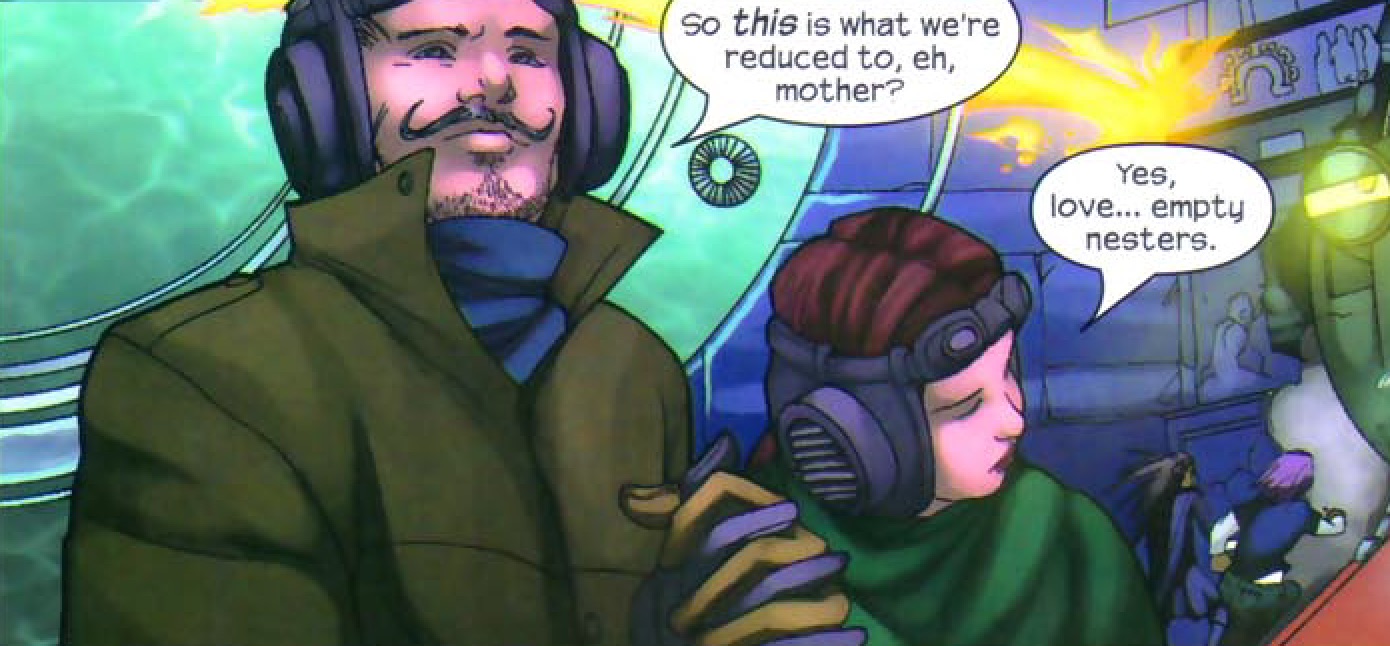 So this is what we're
reduced to, eh,
mother?
Yes,
love... empty
nesters.